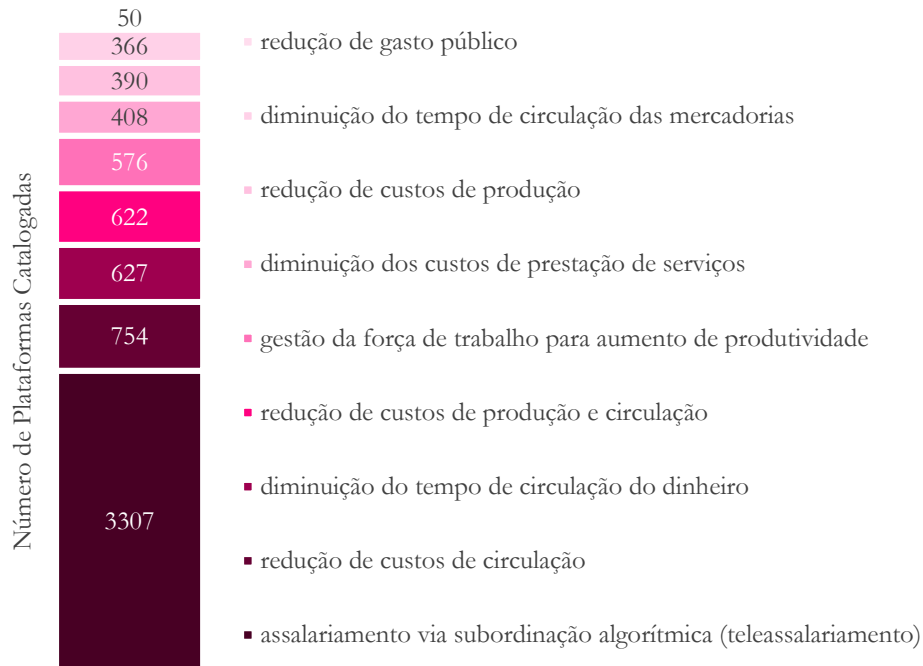 50
366
390
408
576
622
627
754
3307
Número de Plataformas Catalogadas
redução de gasto público
diminuição do tempo de circulação das mercadorias
redução de custos de produção
diminuição dos custos de prestação de serviços
gestão da força de trabalho para aumento de produtividade
redução de custos de produção e circulação
diminuição do tempo de circulação do dinheiro
redução de custos de circulação
assalariamento via subordinação algorítmica (teleassalariamento)